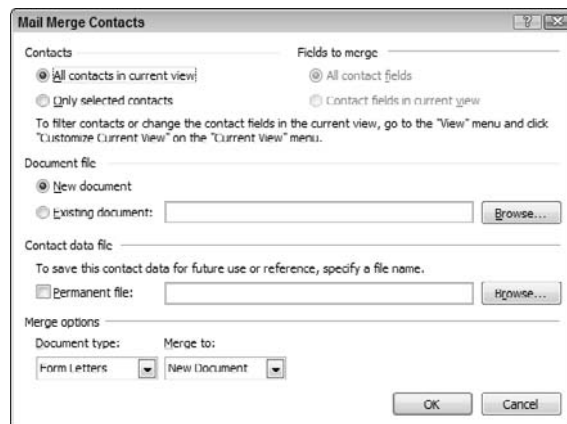 Mail Merge Contacts
Contacts
All contacts in current view
Only selected contacts
Fields to merge
All contact fields
Contact fields in current view
To filter contacts or change the contact fields in the current view, go to the "View" menu and click
"Customize Current View" on the "Current View" menu.
Document file
New document
Existing document:
Browse...
Contact data file
To save this contact data for future use or reference, specify a file name.
Permanent file:
Browse...
Merge options
Document type:
Merge to:
Form Letters
New Document
OK
Cancel